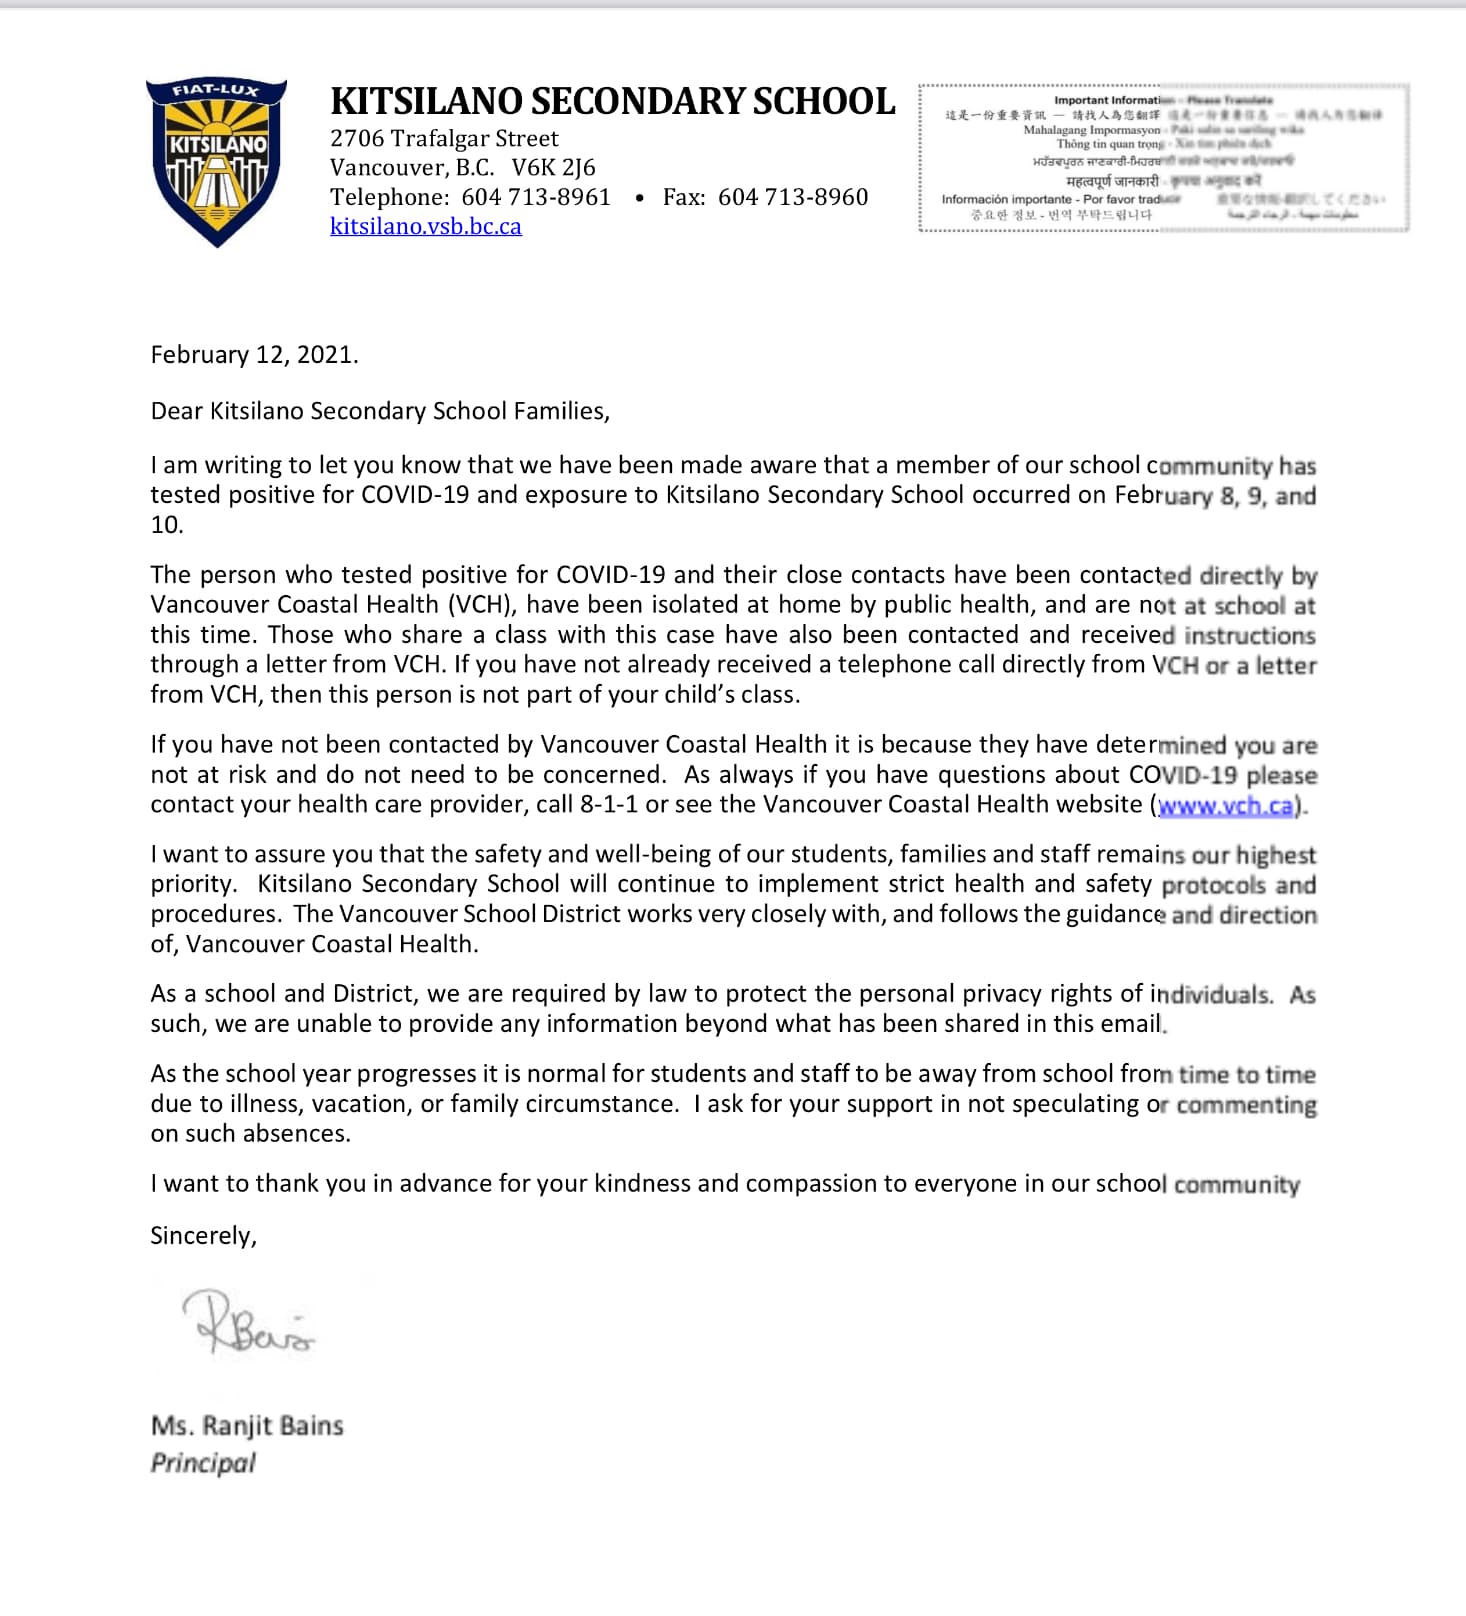 FIAT-LUX
KITSILANO
KITSILANO SECONDARY SCHOOL
2706 Trafalgar Street
Vancouver, B.C. V6K 2J6
Telephone: 604 713-8961 • Fax: 604 713-8960
kitsilano.vsb.bc.ca
Important Information - Please Translate
這是一份重要資訊 — 請找人為您翻譯
Mahalagang Impormasyon - Paki salin sa sariling wika
Thông tin quan trọng - Xin tìm phiên dịch
ਮਹੱਤਵਪੂਰਨ ਜਾਣਕਾਰੀ
महत्वपूर्ण जानकारी - कृपया अनुवाद करें
Información importante - Por favor traducir
중요한 정보 - 번역 부탁드립니다
February 12, 2021.
Dear Kitsilano Secondary School Families,
I am writing to let you know that we have been made aware that a member of our school community has
tested positive for COVID-19 and exposure to Kitsilano Secondary School occurred on February 8, 9, and
10.
The person who tested positive for COVID-19 and their close contacts have been contacted directly by
Vancouver Coastal Health (VCH), have been isolated at home by public health, and are not at school at
this time. Those who share a class with this case have also been contacted and received instructions
through a letter from VCH. If you have not already received a telephone call directly from VCH or a letter
from VCH, then this person is not part of your child's class.
If you have not been contacted by Vancouver Coastal Health it is because they have determined you are
not at risk and do not need to be concerned. As always if you have questions about COVID-19 please
contact your health care provider, call 8-1-1 or see the Vancouver Coastal Health website (www.vch.ca).
I want to assure you that the safety and well-being of our students, families and staff remains our highest
priority. Kitsilano Secondary School will continue to implement strict health and safety protocols and
procedures. The Vancouver School District works very closely with, and follows the guidance and direction
of, Vancouver Coastal Health.
As a school and District, we are required by law to protect the personal privacy rights of individuals. As
such, we are unable to provide any information beyond what has been shared in this email.
As the school year progresses it is normal for students and staff to be away from school from time to time
due to illness, vacation, or family circumstance. I ask for your support in not speculating or commenting
on such absences.
I want to thank you in advance for your kindness and compassion to everyone in our school community
Sincerely,
RBains
Ms. Ranjit Bains
Principal